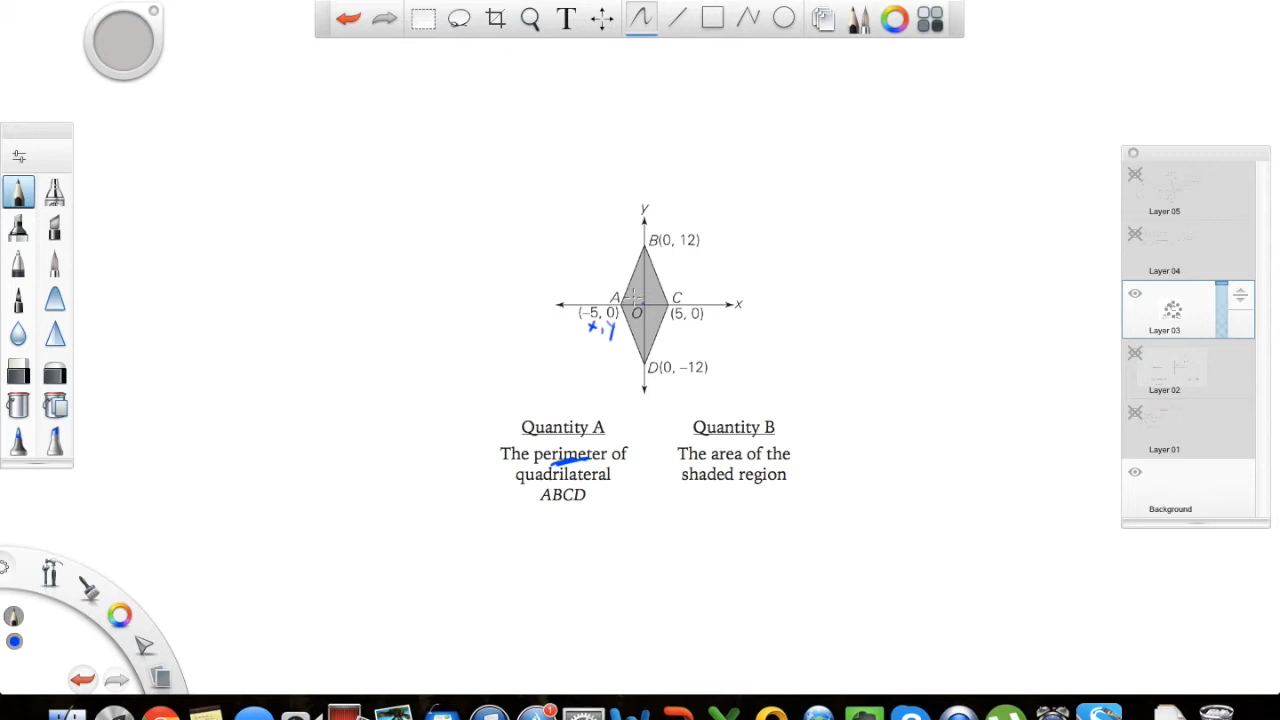 T
Layer 05
Layer 04
Layer 03
Layer 02
Layer 01
Background
y
B(0, 12)
A
C
x
(–5, 0)
O
(5, 0)
x, y
D(0, –12)
Quantity A
The perimeter of
quadrilateral
ABCD
Quantity B
The area of the
shaded region
1